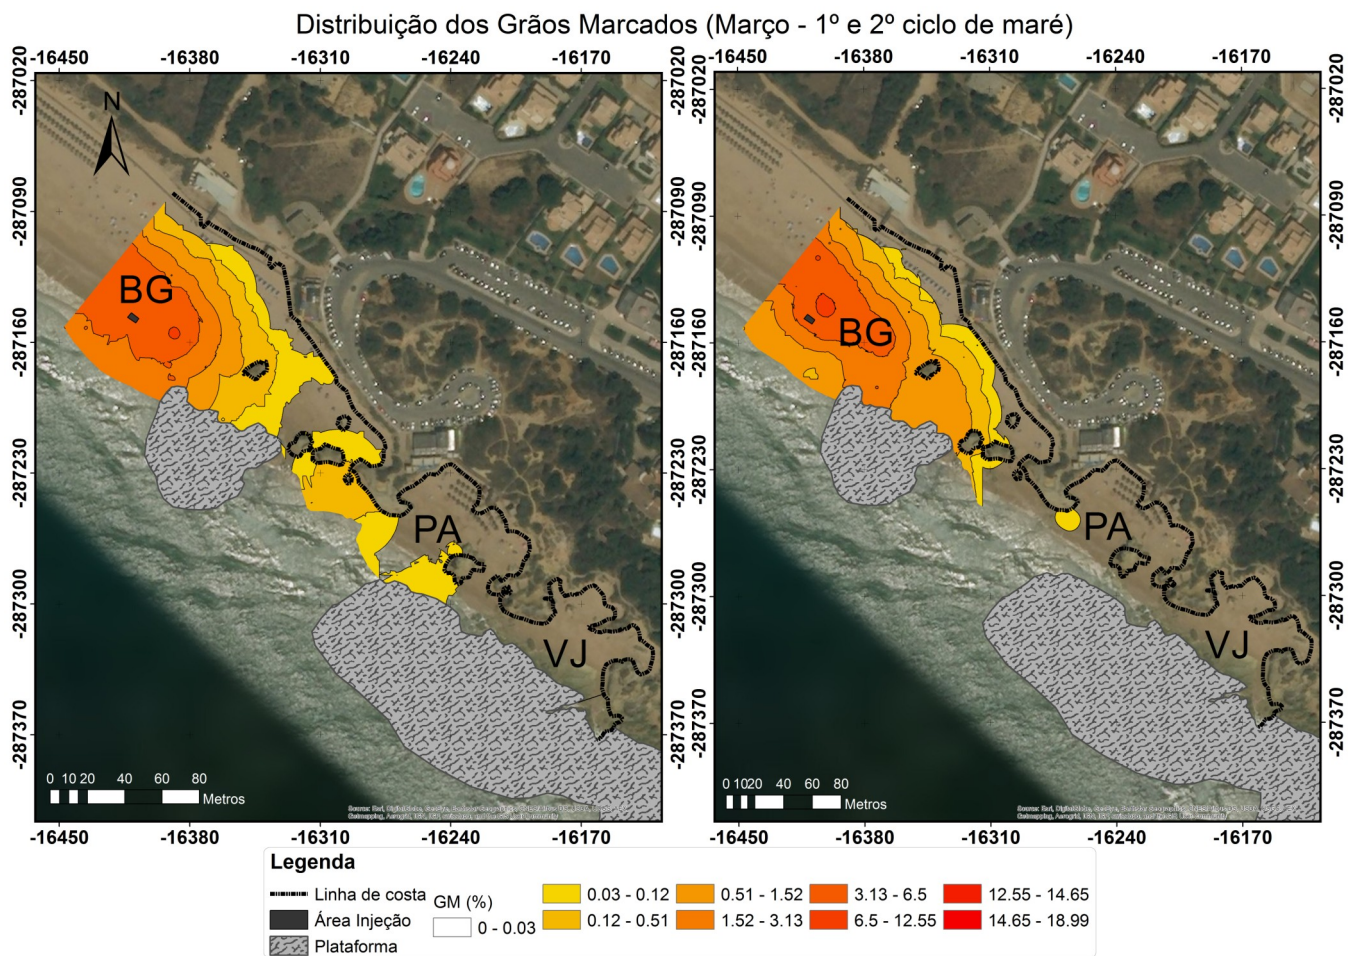 Distribuição dos Grãos Marcados (Março - 1º e 2º ciclo de maré)
-16450 -16380 -16310 -16240 -16170
-16450 -16380 -16310 -16240 -16170
-287020
-287090
-287160
-287230
-287300
-287370
N
BG
PA
VJ
0 10 20 40 60 80
Metros
-287020
-287090
-287160
-287230
-287300
-287370
BG
PA
VJ
0 10 20 40 60 80
Metros
-287020
-287090
-287160
-287230
-287300
-287370
-16450 -16380 -16310 -16240 -16170
-16450 -16380 -16310 -16240 -16170
Legenda
Linha de costa
Área Injeção
Plataforma
GM (%)
0 - 0.03
0.03 - 0.12
0.12 - 0.51
0.51 - 1.52
1.52 - 3.13
3.13 - 6.5
6.5 - 12.55
12.55 - 14.65
14.65 - 18.99